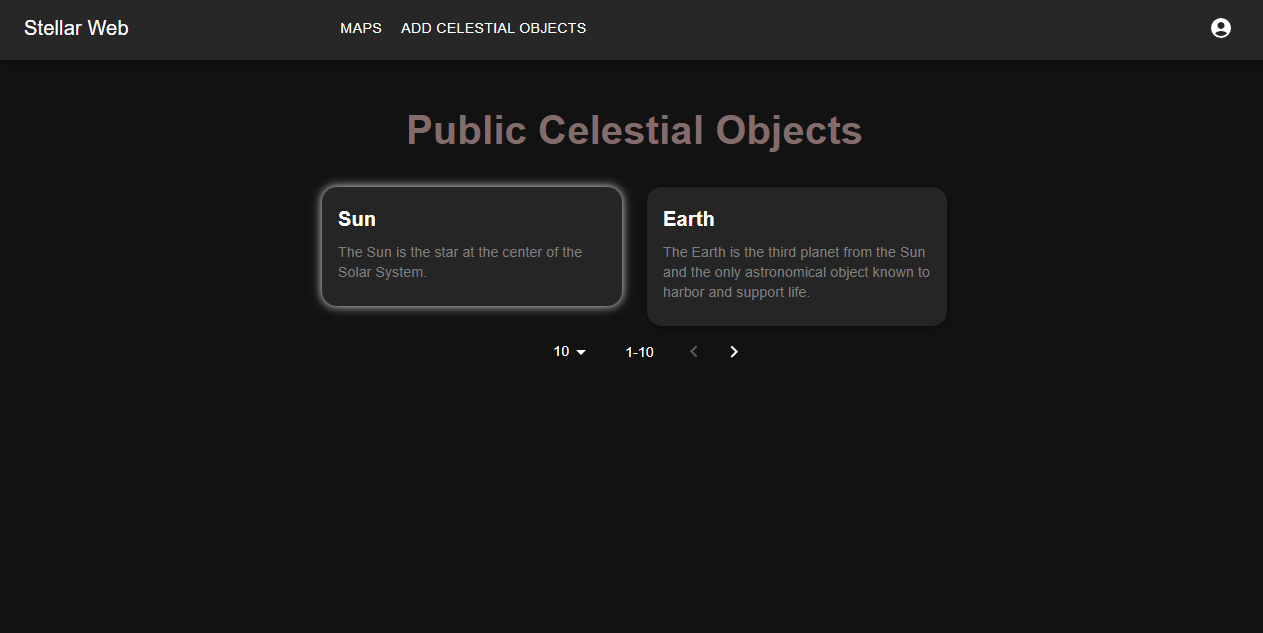 Stellar Web
MAPS
ADD CELESTIAL OBJECTS
Public Celestial Objects
Sun
The Sun is the star at the center of the
Solar System.
Earth
The Earth is the third planet from the Sun
and the only astronomical object known to
harbor and support life.
10
1-10